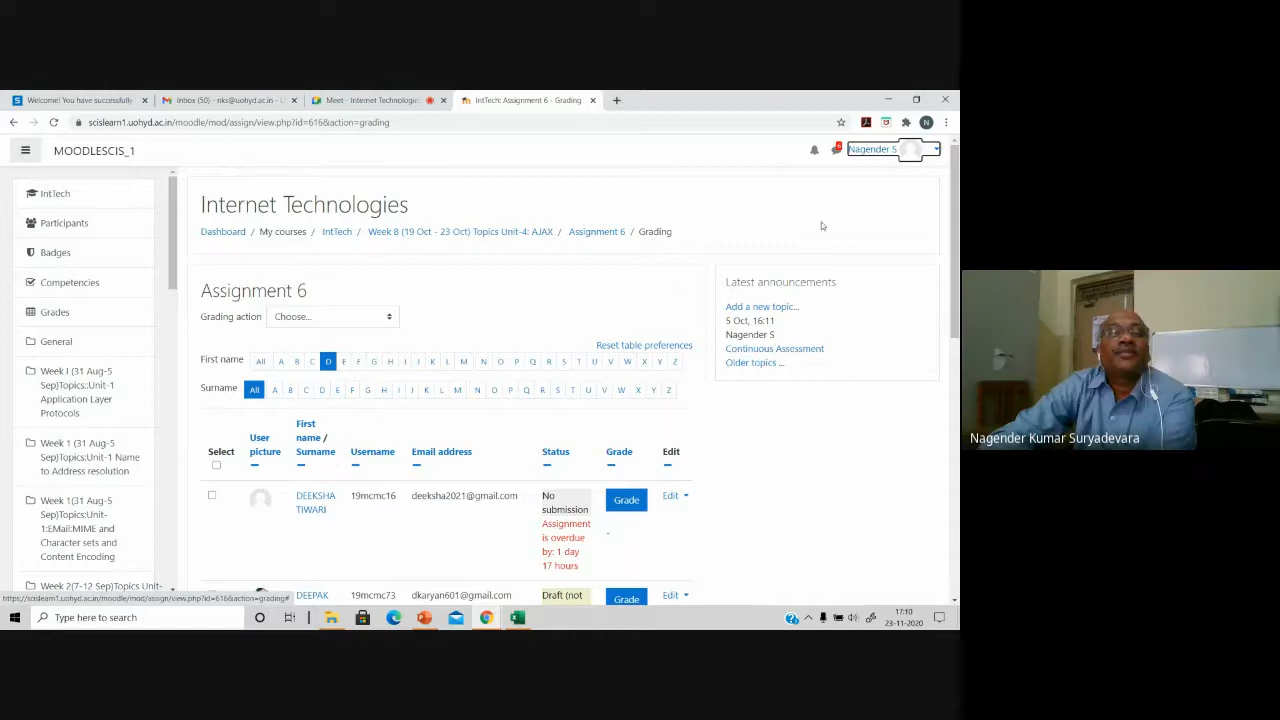 Welcome! You have successfully
Inbox (50) - nks@uohyd.ac.in -
Meet - Internet Technologies
IntTech: Assignment 6 - Grading
scislearn1.uohyd.ac.in/moodle/mod/assign/view.php?id=616&action=grading
N
MOODLESCIS_1
Nagender S
IntTech
Participants
Badges
Competencies
Grades
General
Week I (31 Aug-5
Sep)Topics:Unit-1
Application Layer
Protocols
Week 1 (31 Aug-5
Sep)Topics:Unit-1 Name
to Address resolution
Week 1(31 Aug-5
Sep)Topics:Unit-
1:EMail:MIME and
Character sets and
Content Encoding
Week 2(7-12 Sep)Topics Unit-
Internet Technologies
Dashboard / My courses / IntTech / Week 8 (19 Oct - 23 Oct) Topics Unit-4: AJAX / Assignment 6 / Grading
Assignment 6
Grading action Choose...
Reset table preferences
First name All A B C D E F G H I J K L M N O P Q R S T U V W X Y Z
Surname All A B C D E F G H I J K L M N O P Q R S T U V W X Y Z
Select
User
picture
First
name /
Surname
Username
Email address
Status
Grade
Edit
DEEKSHA
TIWARI
19mcmc16
deeksha2021@gmail.com
No
submission
Assignment
is overdue
by: 1 day
17 hours
Grade
-
Edit
DEEPAK
19mcmc73
dkaryan601@gmail.com
Draft (not
Grade
Edit
Latest announcements
Add a new topic...
5 Oct, 16:11
Nagender S
Continuous Assessment
Older topics ...
https://scislearn1.uohyd.ac.in/moodle/mod/assign/view.php?id=616&action=grading#
Type here to search
17:10
23-11-2020
Nagender Kumar Suryadevara